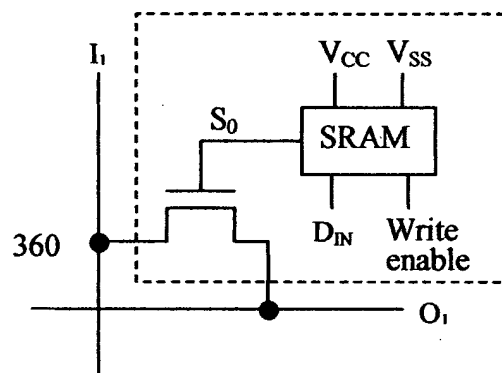 I₁
V_CC V_SS
S₀
SRAM
360
D_IN Write
enable
O₁